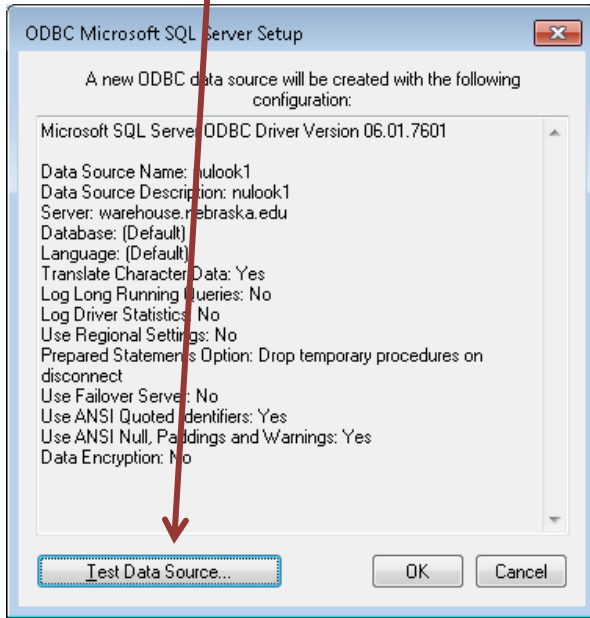 ODBC Microsoft SQL Server Setup
A new ODBC data source will be created with the following
configuration:
Microsoft SQL Server ODBC Driver Version 06.01.7601
Data Source Name: nulook1
Data Source Description: nulook1
Server: warehouse.nebraska.edu
Database: (Default)
Language: (Default)
Translate Character Data: Yes
Log Long Running Queries: No
Log Driver Statistics: No
Use Regional Settings: No
Prepared Statements Option: Drop temporary procedures on
disconnect
Use Failover Server: No
Use ANSI Quoted Identifiers: Yes
Use ANSI Null, Paddings and Warnings: Yes
Data Encryption: No
Test Data Source... OK Cancel